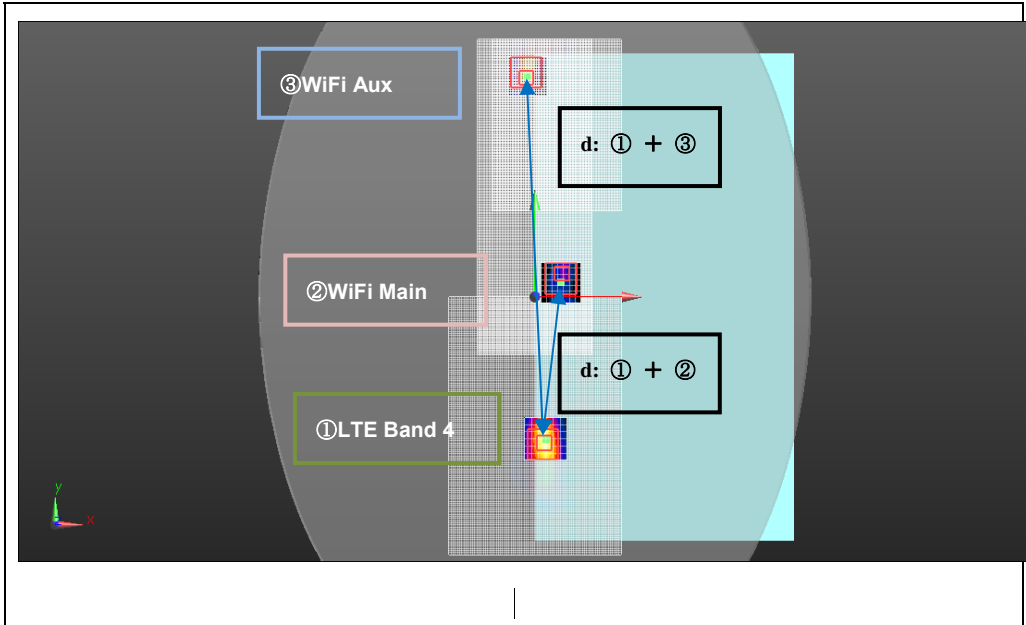 ③WiFi Aux
d: ① + ③
②WiFi Main
d: ① + ②
①LTE Band 4
y
x